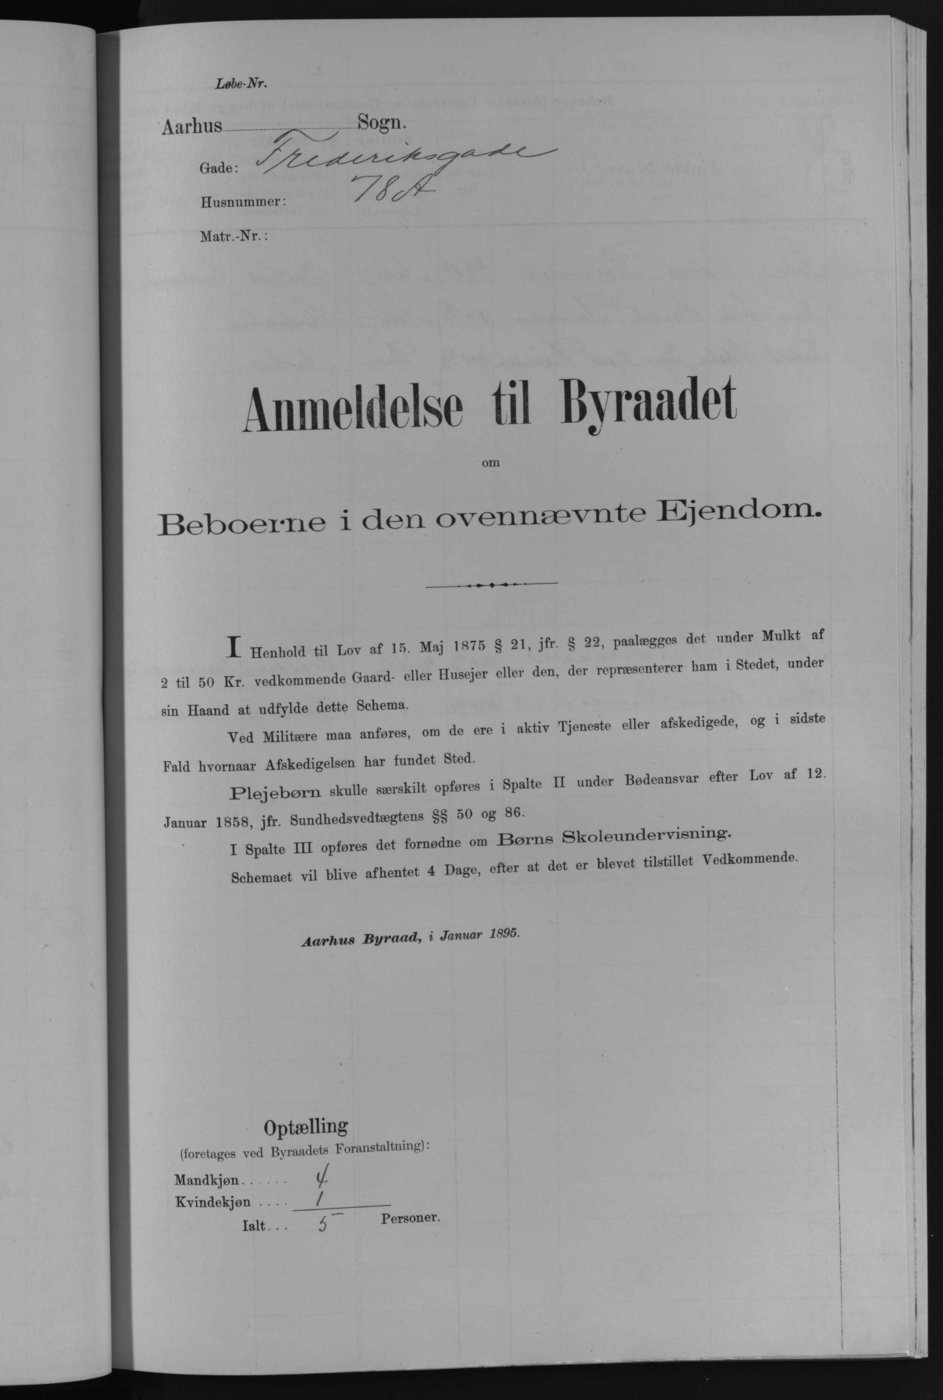 Løbe-Nr.
Aarhus Sogn.
Gade: Frederiksgade
Husnummer: 78A
Matr.-Nr.:
Anmeldelse til Byraadet
om
Beboerne i den ovennævnte Ejendom.
I Henhold til Lov af 15. Maj 1875 § 21, jfr. § 22, paalægges det under Mulkt af
2 til 50 Kr. vedkommende Gaard- eller Husejer eller den, der repræsenterer ham i Stedet, under
sin Haand at udfylde dette Schema.
Ved Militære maa anføres, om de ere i aktiv Tjeneste eller afskedigede, og i sidste
Fald hvornaar Afskedigelsen har fundet Sted.
Plejebørn skulle særskilt opføres i Spalte II under Bødeansvar efter Lov af 12.
Januar 1858, jfr. Sundhedsvedtægtens §§ 50 og 86.
I Spalte III opføres det fornødne om Børns Skoleundervisning.
Schemaet vil blive afhentet 4 Dage, efter at det er blevet tilstillet Vedkommende.
Aarhus Byraad, i Januar 1895.
Optælling
(foretages ved Byraadets Foranstaltning):
Mandkjøn...... 4
Kvindekjøn .... 1
Ialt... 5 Personer.